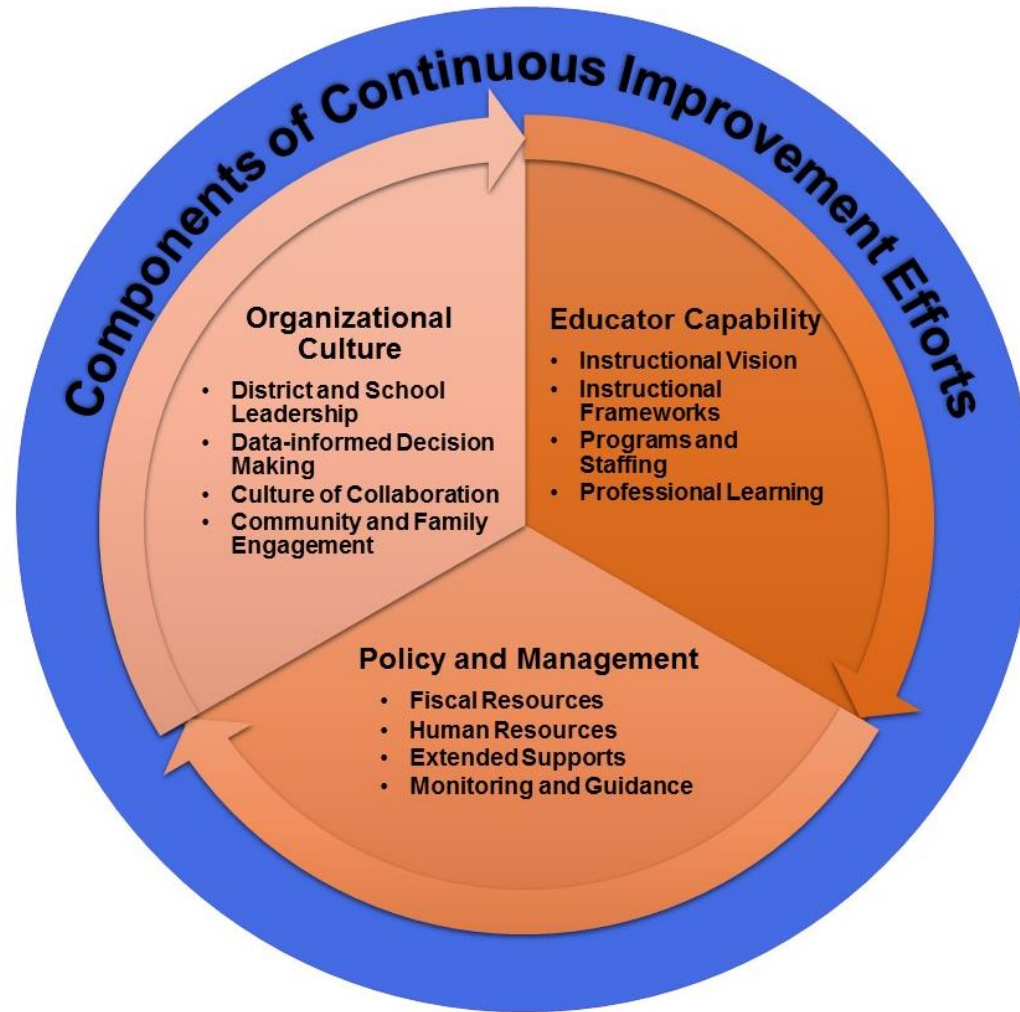 Components of Continuous Improvement Efforts
Organizational
Culture
• District and School
Leadership
• Data-informed Decision
Making
• Culture of Collaboration
• Community and Family
Engagement
Educator Capability
• Instructional Vision
• Instructional
Frameworks
• Programs and
Staffing
• Professional Learning
Policy and Management
• Fiscal Resources
• Human Resources
• Extended Supports
• Monitoring and Guidance